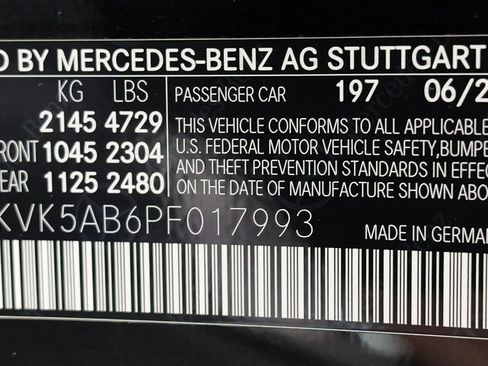 D BY MERCEDES-BENZ AG STUTTGART
KG LBS PASSENGER CAR 197 06/2
2145 4729 THIS VEHICLE CONFORMS TO ALL APPLICABLE
FRONT 1045 2304 U.S. FEDERAL MOTOR VEHICLE SAFETY, BUMPE
EAR 1125 2480 AND THEFT PREVENTION STANDARDS IN EFFEC
ON THE DATE OF MANUFACTURE SHOWN ABOV
KVK5AB6PF017993 MADE IN GERMAN